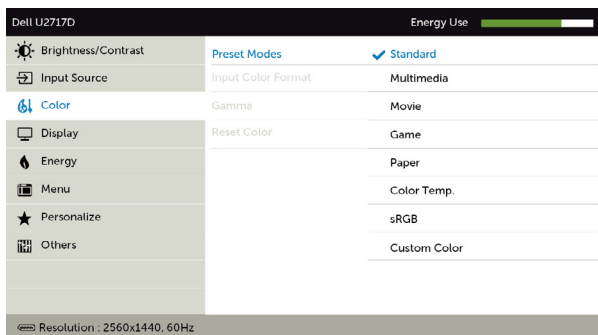 Dell U2717D
Energy Use
Brightness/Contrast
Input Source
Color
Display
Energy
Menu
Personalize
Others
Preset Modes
Input Color Format
Gamma
Reset Color
Standard
Multimedia
Movie
Game
Paper
Color Temp.
sRGB
Custom Color
Resolution : 2560x1440, 60Hz